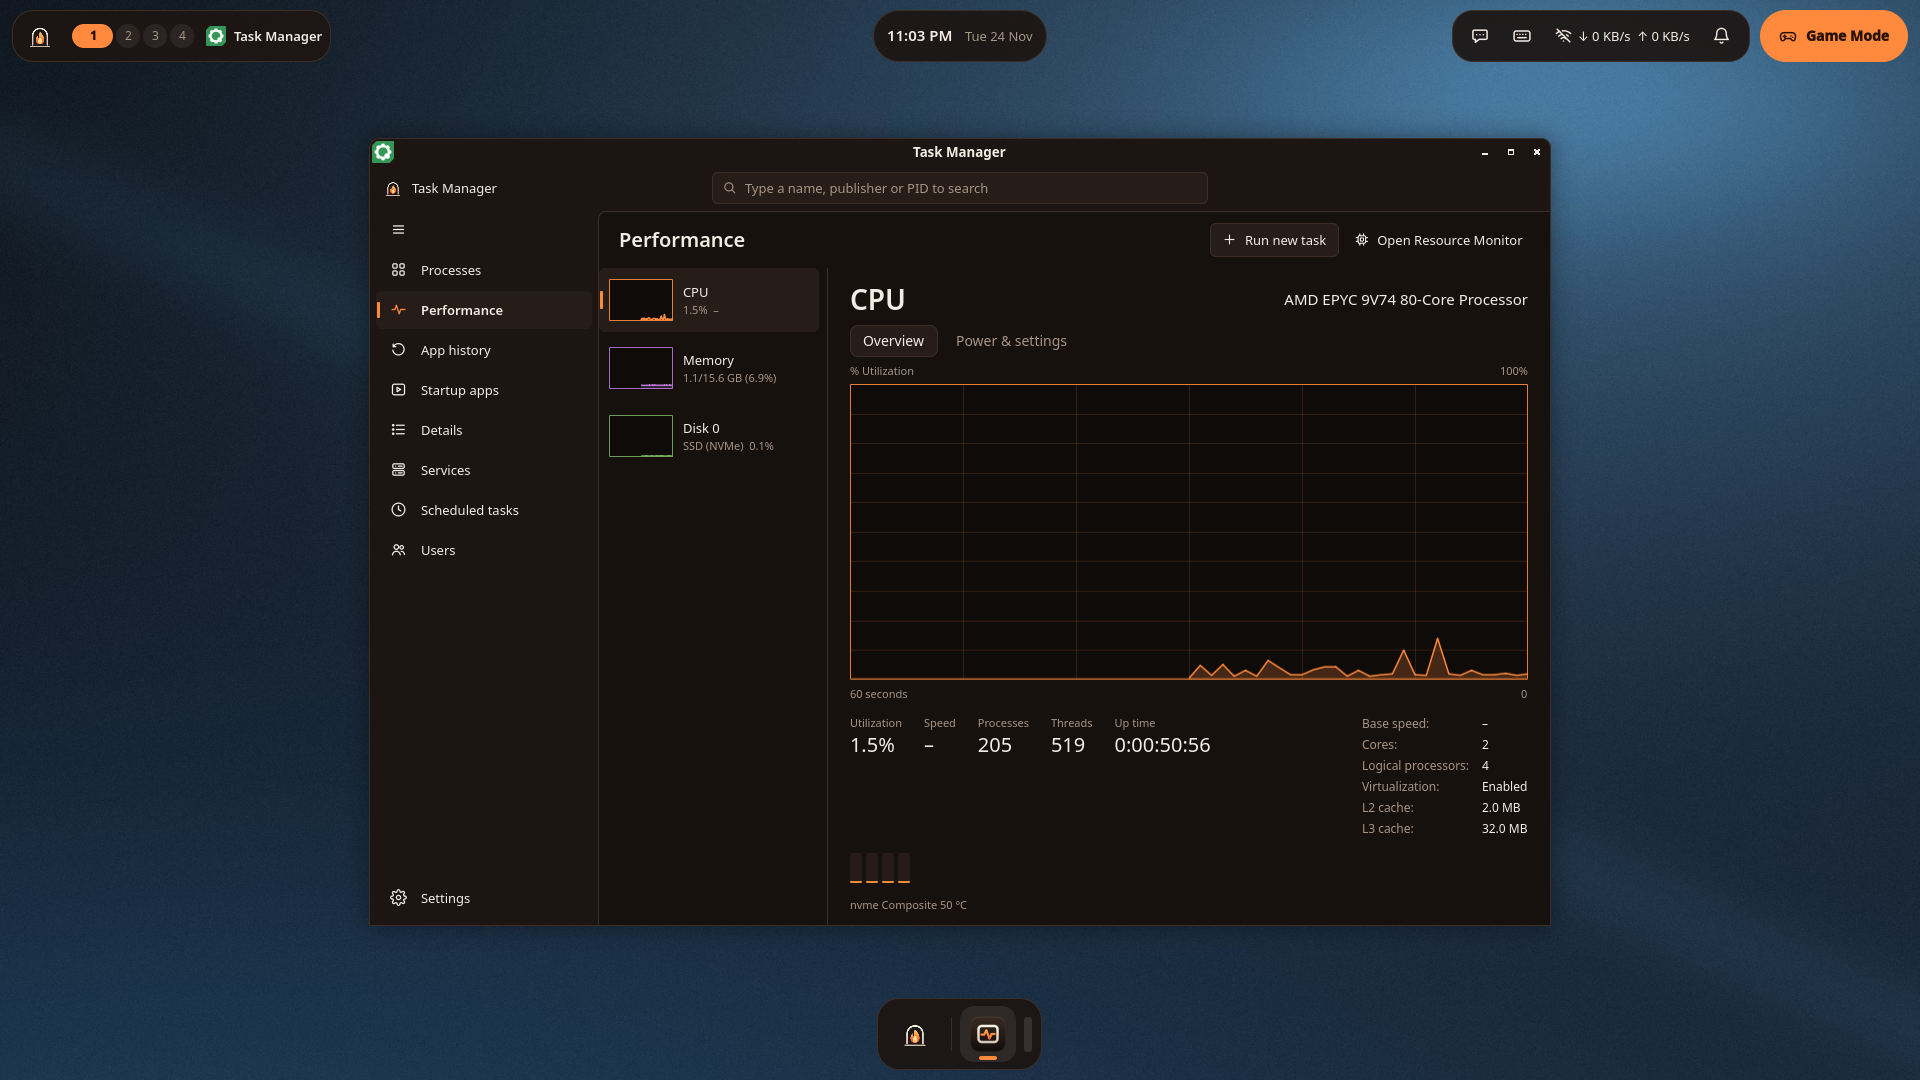 1 2 3 4 Task Manager
11:03 PM Tue 24 Nov
↓ 0 KB/s ↑ 0 KB/s
Game Mode
Task Manager
Task Manager
Type a name, publisher or PID to search
Processes
Performance
App history
Startup apps
Details
Services
Scheduled tasks
Users
Settings
Performance
Run new task
Open Resource Monitor
CPU
1.5% –
Memory
1.1/15.6 GB (6.9%)
Disk 0
SSD (NVMe) 0.1%
CPU
AMD EPYC 9V74 80-Core Processor
Overview
Power & settings
% Utilization
100%
60 seconds
0
Utilization Speed Processes Threads Up time
1.5% – 205 519 0:00:50:56
Base speed: –
Cores: 2
Logical processors: 4
Virtualization: Enabled
L2 cache: 2.0 MB
L3 cache: 32.0 MB
nvme Composite 50 °C